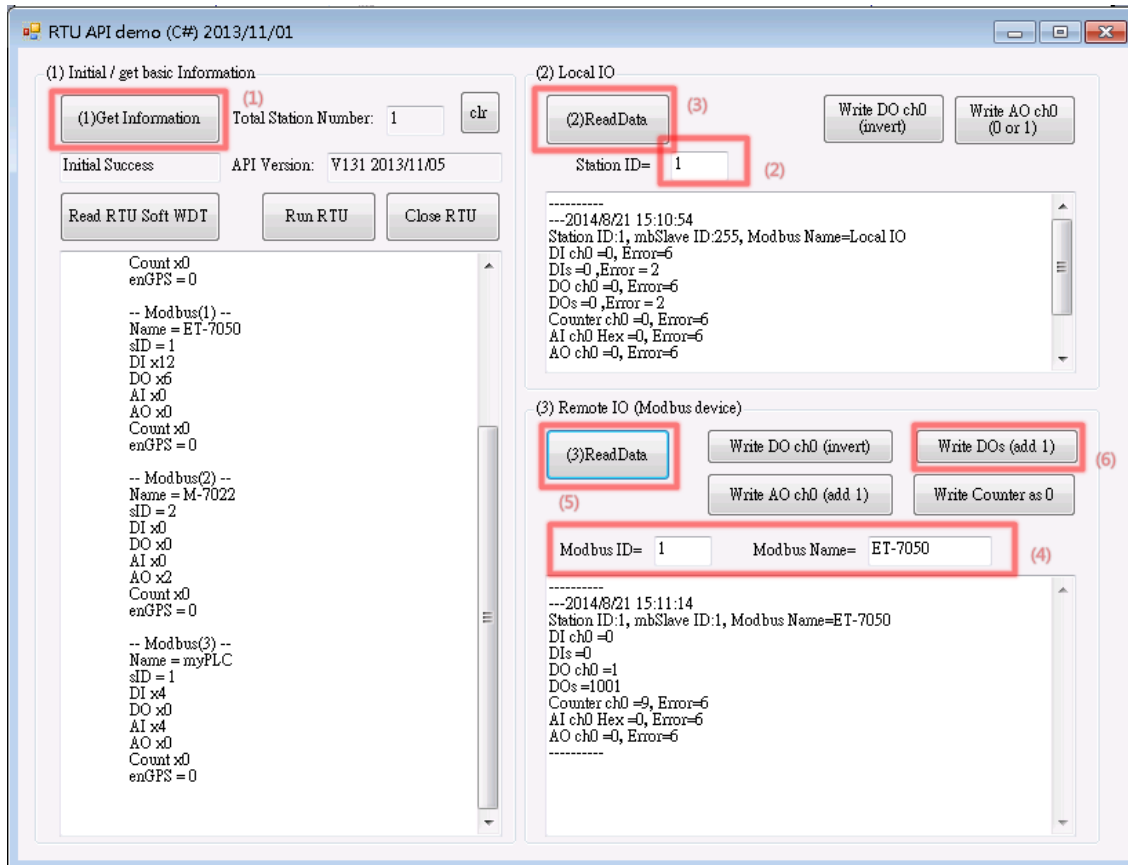 RTU API demo (C#) 2013/11/01
(1) Initial / get basic Information
(1)Get Information
(1)
Total Station Number: 1
clr
Initial Success
API Version: V131 2013/11/05
Read RTU Soft WDT
Run RTU
Close RTU
Count x0
enGPS = 0
-- Modbus(1) --
Name = ET-7050
sID = 1
DI x12
DO x6
AI x0
AO x0
Count x0
enGPS = 0
-- Modbus(2) --
Name = M-7022
sID = 2
DI x0
DO x0
AI x0
AO x2
Count x0
enGPS = 0
-- Modbus(3) --
Name = myPLC
sID = 1
DI x4
DO x0
AI x4
AO x0
Count x0
enGPS = 0
(2) Local IO
(2)ReadData
(3)
Write DO ch0
(invert)
Write AO ch0
(0 or 1)
Station ID= 1
(2)
----------
---2014/8/21 15:10:54
Station ID:1, mbSlave ID:255, Modbus Name=Local IO
DI ch0 =0, Error=6
DIs =0 ,Error = 2
DO ch0 =0, Error=6
DOs =0 ,Error = 2
Counter ch0 =0, Error=6
AI ch0 Hex =0, Error=6
AO ch0 =0, Error=6
(3) Remote IO (Modbus device)
(3)ReadData
(5)
Write DO ch0 (invert)
Write DOs (add 1)
(6)
Write AO ch0 (add 1)
Write Counter as 0
Modbus ID= 1
Modbus Name= ET-7050
(4)
----------
---2014/8/21 15:11:14
Station ID:1, mbSlave ID:1, Modbus Name=ET-7050
DI ch0 =0
DIs =0
DO ch0 =1
DOs =1001
Counter ch0 =9, Error=6
AI ch0 Hex =0, Error=6
AO ch0 =0, Error=6
----------